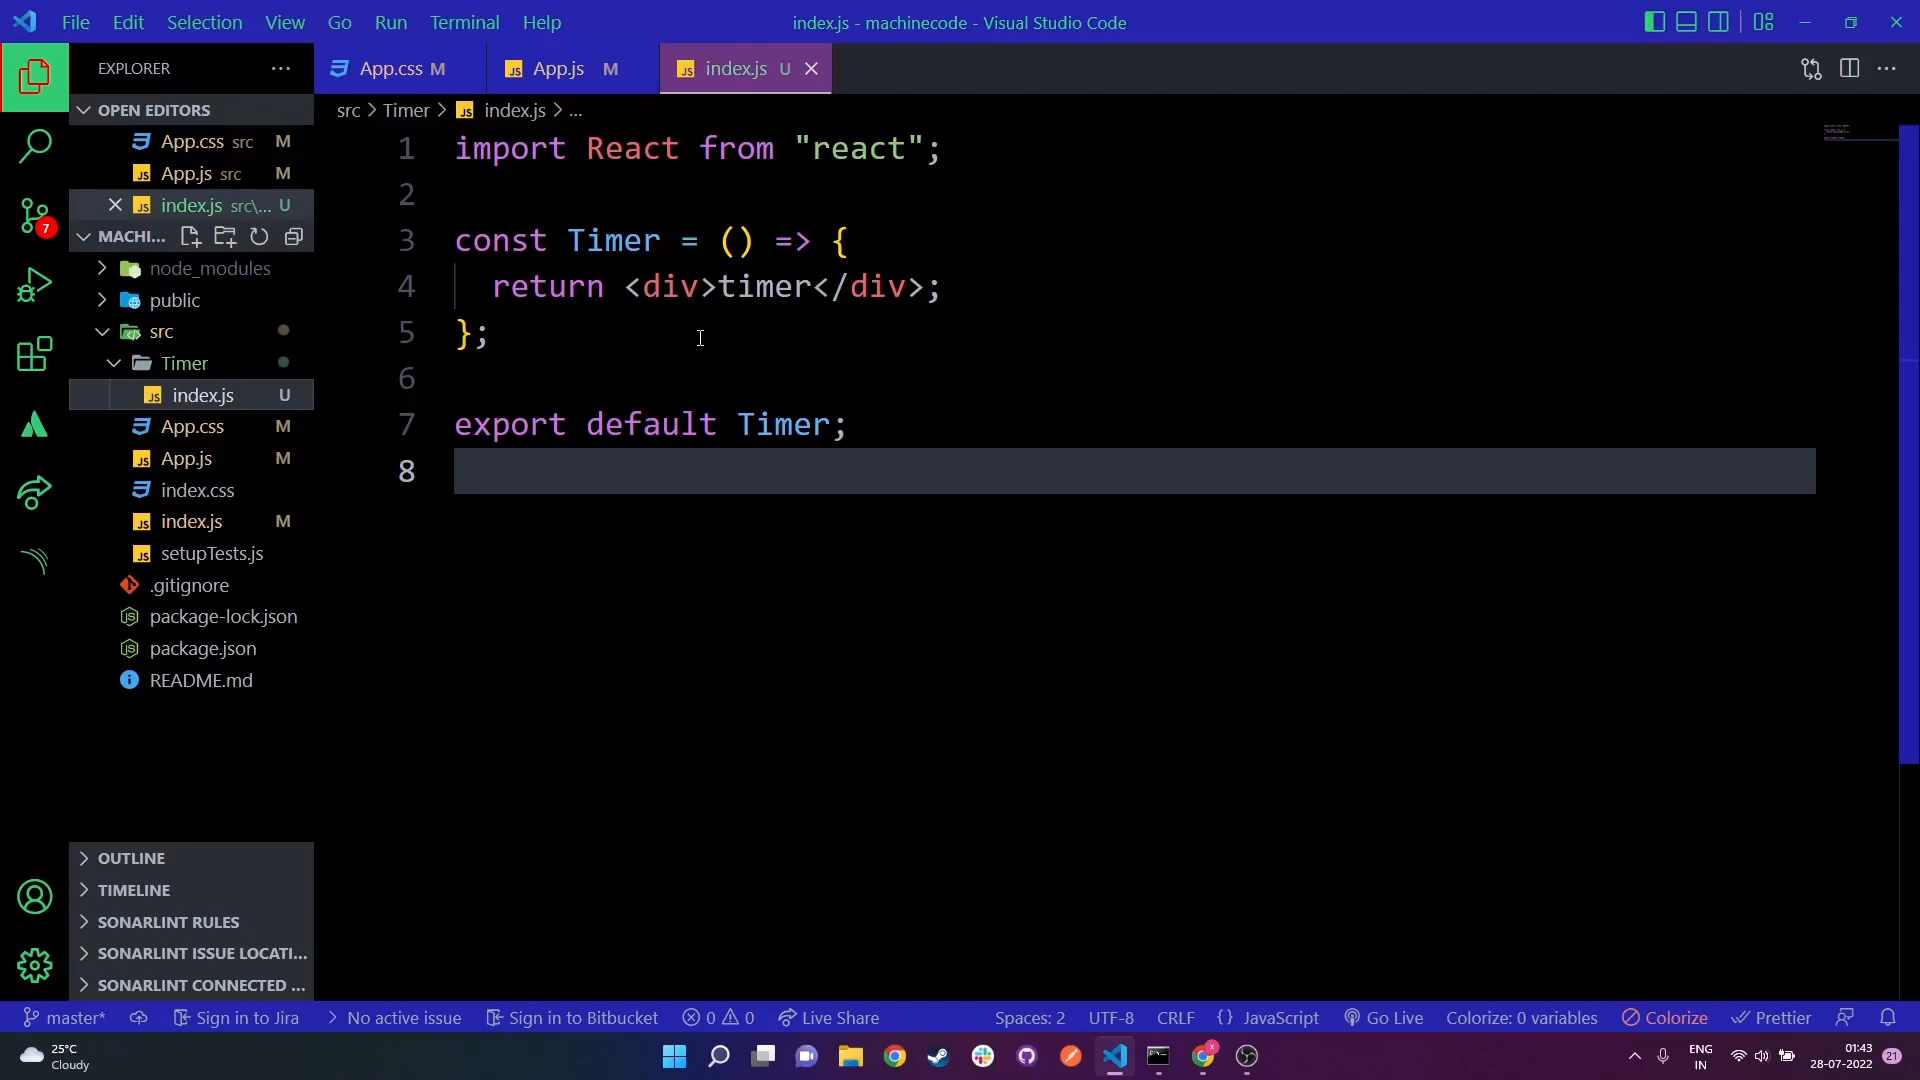 File Edit Selection View Go Run Terminal Help
index.js - machinecode - Visual Studio Code
EXPLORER
App.css M
App.js M
index.js U
OPEN EDITORS
App.css src M
App.js src M
index.js src\... U
MACHI...
node_modules
public
src
Timer
index.js U
App.css M
App.js M
index.css
index.js M
setupTests.js
.gitignore
package-lock.json
package.json
README.md
OUTLINE
TIMELINE
SONARLINT RULES
SONARLINT ISSUE LOCATI...
SONARLINT CONNECTED ...
7
src > Timer > index.js > ...
1 import React from "react";
2
3 const Timer = () => {
4 return <div>timer</div>;
5 };
6
7 export default Timer;
8
master* Sign in to Jira No active issue Sign in to Bitbucket 0 0 Live Share
Spaces: 2 UTF-8 CRLF {} JavaScript Go Live Colorize: 0 variables Colorize Prettier
25°C
Cloudy
ENG
IN
01:43
28-07-2022
21